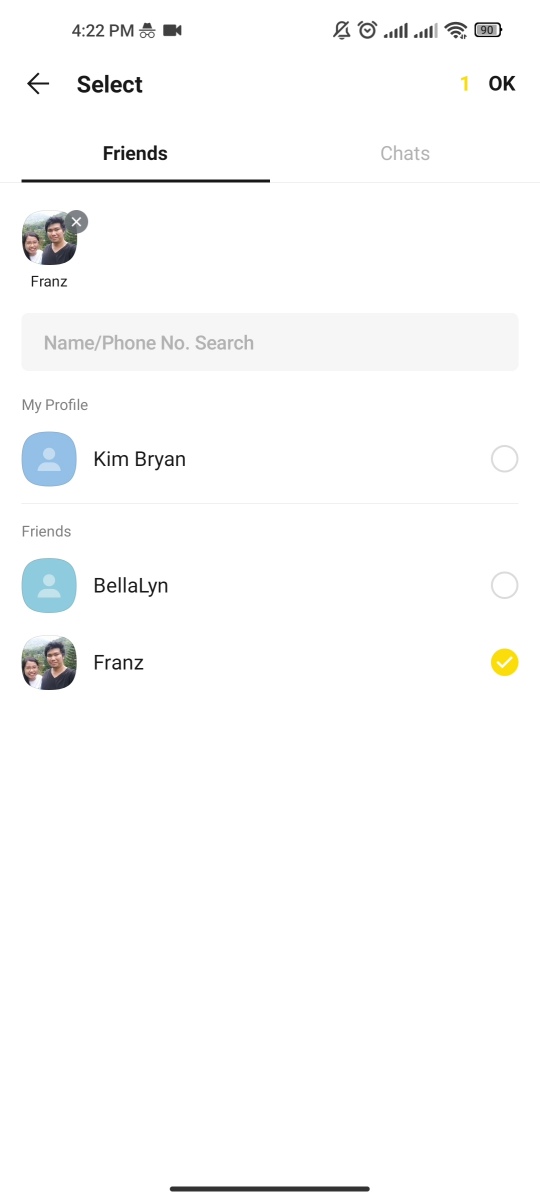 4:22 PM
90
Select
1 OK
Friends Chats
Franz
Name/Phone No. Search
My Profile
Kim Bryan
Friends
BellaLyn
Franz